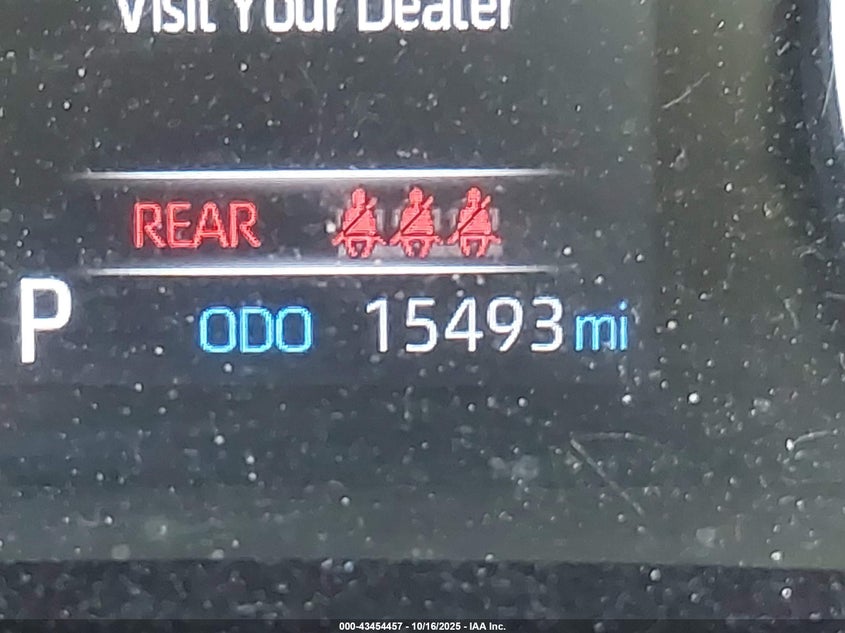 Visit Your Dealer
REAR
P ODO 15493 mi
000-43454457 - 10/16/2025 - IAA Inc.